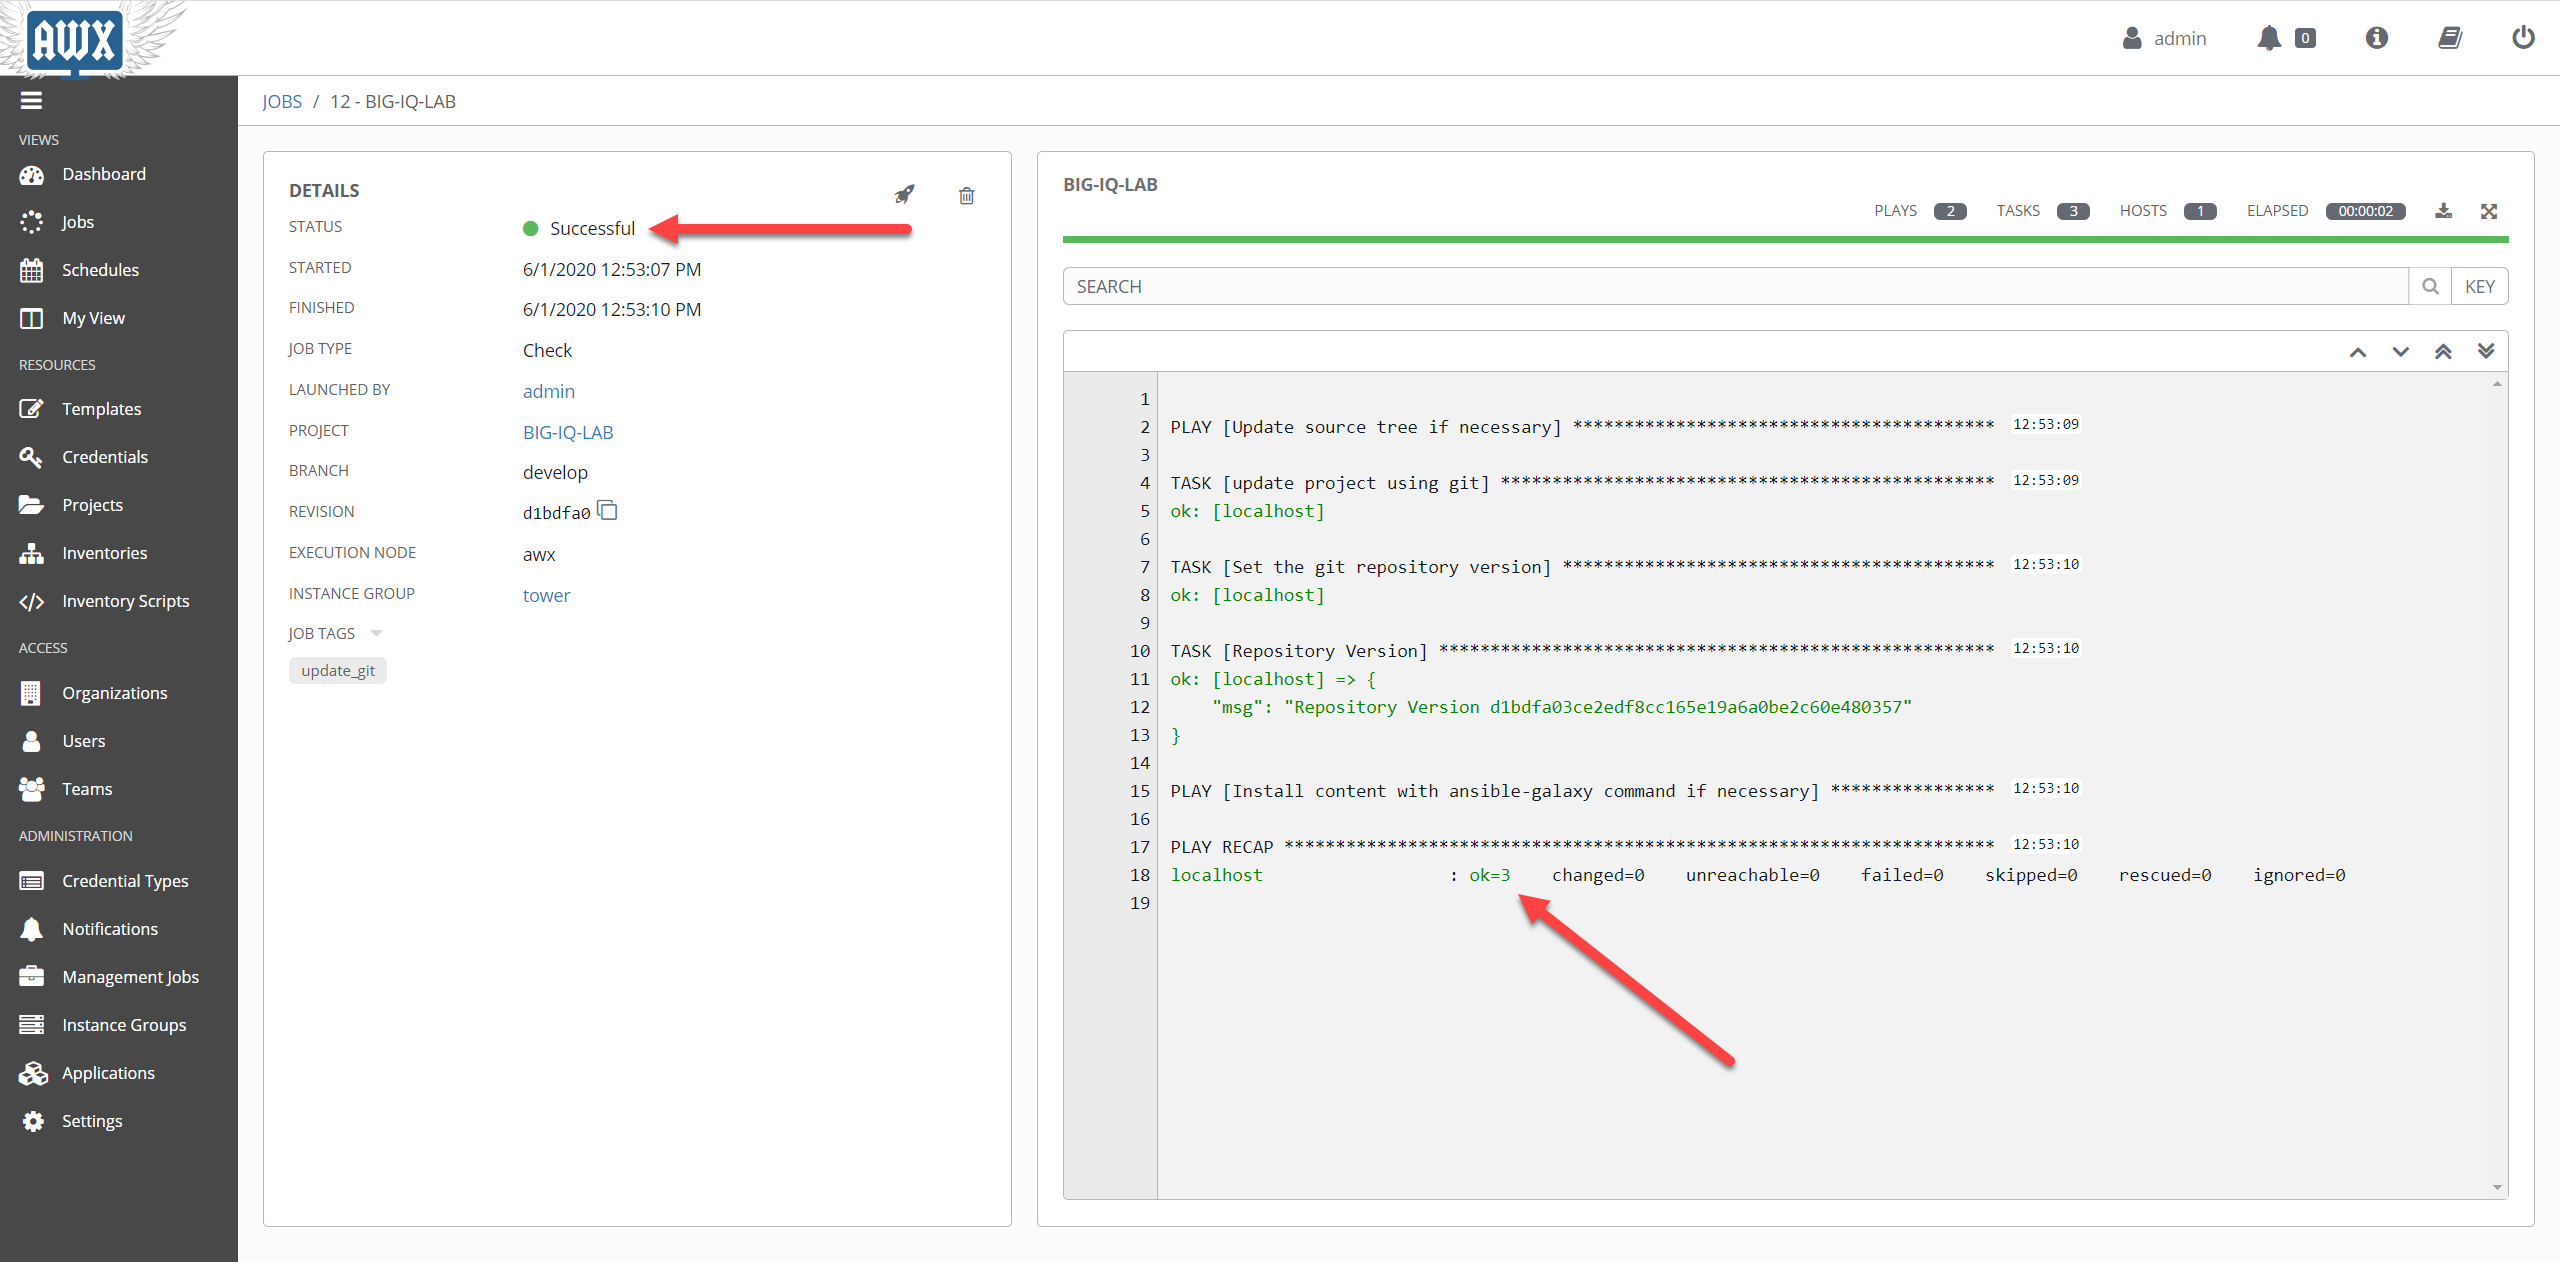 AWX
admin
0
VIEWS
Dashboard
Jobs
Schedules
My View
RESOURCES
Templates
Credentials
Projects
Inventories
Inventory Scripts
ACCESS
Organizations
Users
Teams
ADMINISTRATION
Credential Types
Notifications
Management Jobs
Instance Groups
Applications
Settings
JOBS / 12 - BIG-IQ-LAB
DETAILS
STATUS Successful
STARTED 6/1/2020 12:53:07 PM
FINISHED 6/1/2020 12:53:10 PM
JOB TYPE Check
LAUNCHED BY admin
PROJECT BIG-IQ-LAB
BRANCH develop
REVISION d1bdfa0
EXECUTION NODE awx
INSTANCE GROUP tower
JOB TAGS
update_git
BIG-IQ-LAB
PLAYS 2 TASKS 3 HOSTS 1 ELAPSED 00:00:02
SEARCH KEY
1
2 PLAY [Update source tree if necessary] ***************************************** 12:53:09
3
4 TASK [update project using git] ************************************************ 12:53:09
5 ok: [localhost]
6
7 TASK [Set the git repository version] ****************************************** 12:53:10
8 ok: [localhost]
9
10 TASK [Repository Version] ****************************************************** 12:53:10
11 ok: [localhost] => {
12 "msg": "Repository Version d1bdfa03ce2edf8cc165e19a6a0be2c60e480357"
13 }
14
15 PLAY [Install content with ansible-galaxy command if necessary] **************** 12:53:10
16
17 PLAY RECAP ********************************************************************* 12:53:10
18 localhost : ok=3 changed=0 unreachable=0 failed=0 skipped=0 rescued=0 ignored=0
19